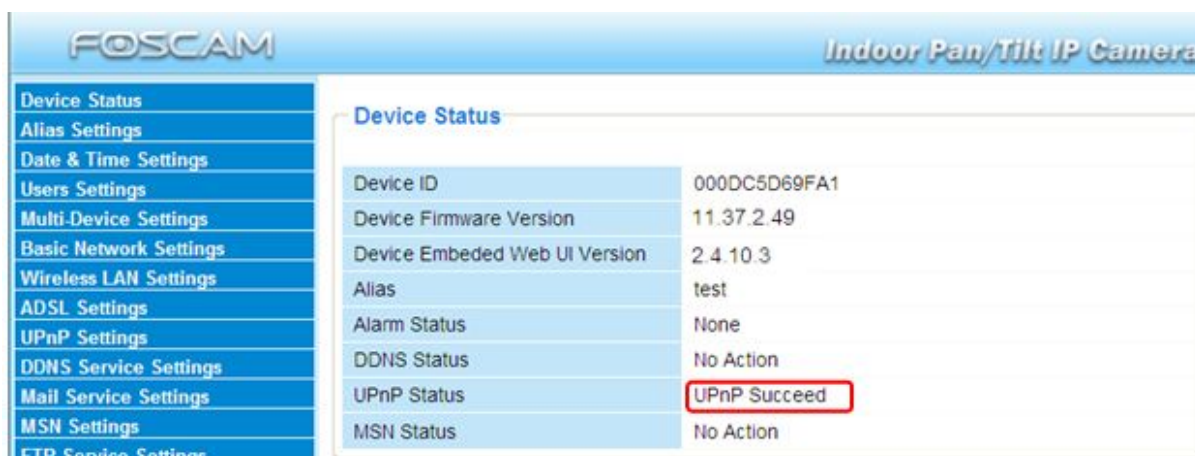 FOSCAM
Indoor Pan/Tilt IP Camera
Device Status
Alias Settings
Date & Time Settings
Users Settings
Multi-Device Settings
Basic Network Settings
Wireless LAN Settings
ADSL Settings
UPnP Settings
DDNS Service Settings
Mail Service Settings
MSN Settings
FTP Service Settings
Device Status
Device ID 000DC5D69FA1
Device Firmware Version 11.37.2.49
Device Embeded Web UI Version 2.4.10.3
Alias test
Alarm Status None
DDNS Status No Action
UPnP Status UPnP Succeed
MSN Status No Action